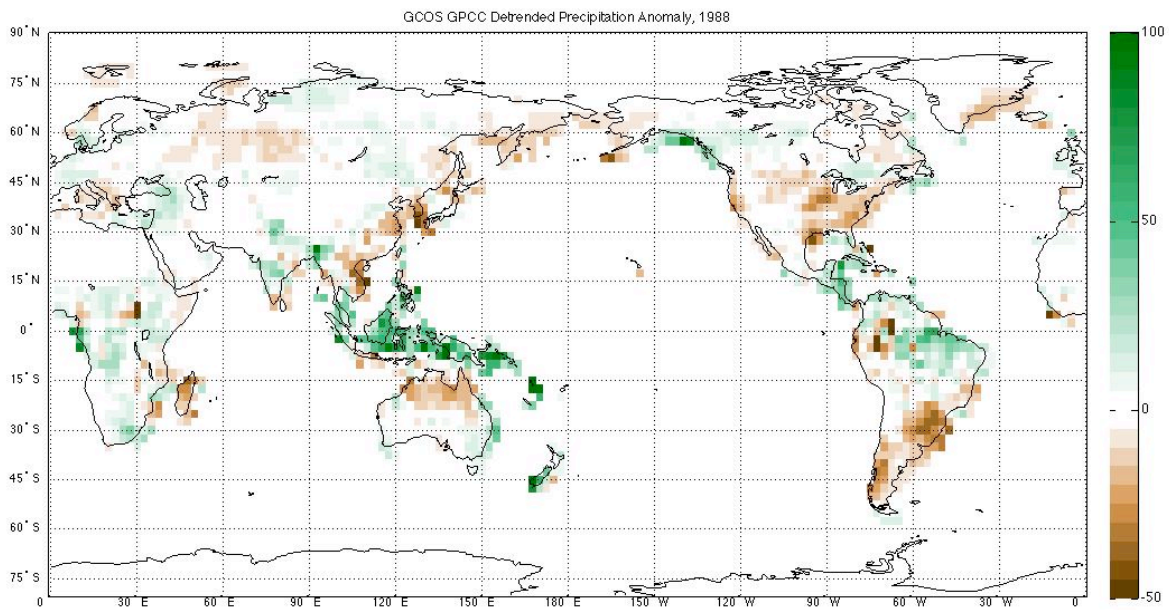 GCOS GPCC Detrended Precipitation Anomaly, 1988
90° N
75° N
60° N
45° N
30° N
15° N
0°
15° S
30° S
45° S
60° S
75° S
0
30° E
60° E
90° E
120° E
150° E
180° E
150° W
120° W
90° W
60° W
30° W
0
100
50
0
-50